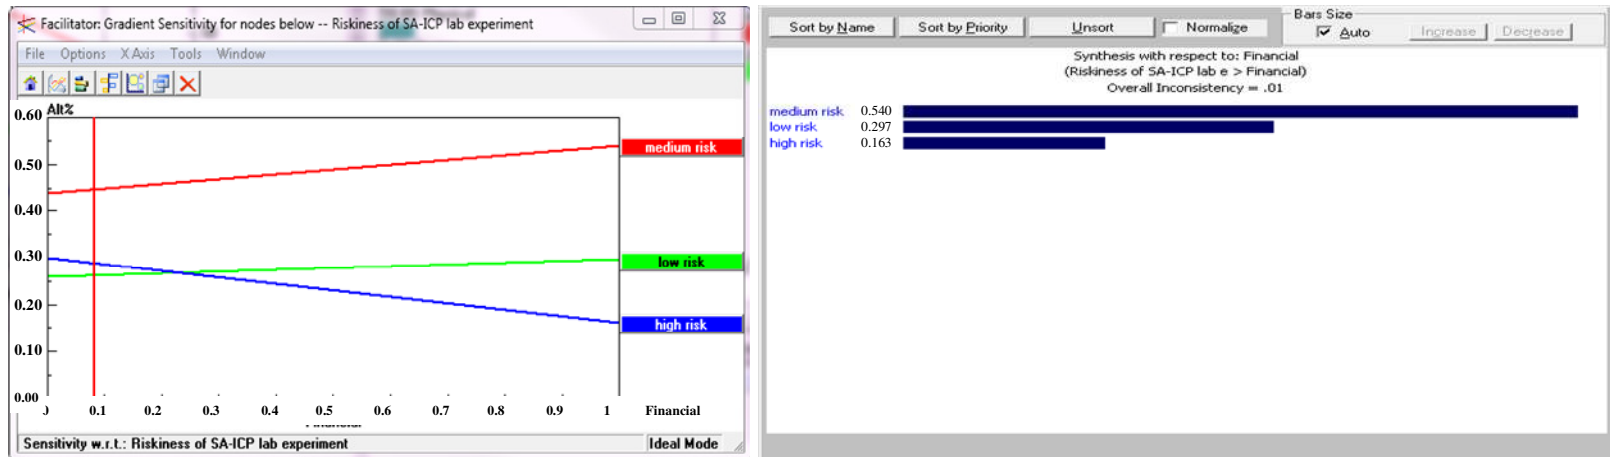 Facilitator: Gradient Sensitivity for nodes below -- Riskiness of SA-ICP lab experiment
File Options X Axis Tools Window
Alt%
0.60
0.50
0.40
0.30
0.20
0.10
0.00
medium risk
low risk
high risk
0.1 0.2 0.3 0.4 0.5 0.6 0.7 0.8 0.9 1 Financial
Sensitivity w.r.t.: Riskiness of SA-ICP lab experiment Ideal Mode
Sort by Name Sort by Priority Unsort Normalize Bars Size Auto Increase Decrease
Synthesis with respect to: Financial
(Riskiness of SA-ICP lab e > Financial)
Overall Inconsistency = .01
medium risk 0.540
low risk 0.297
high risk 0.163